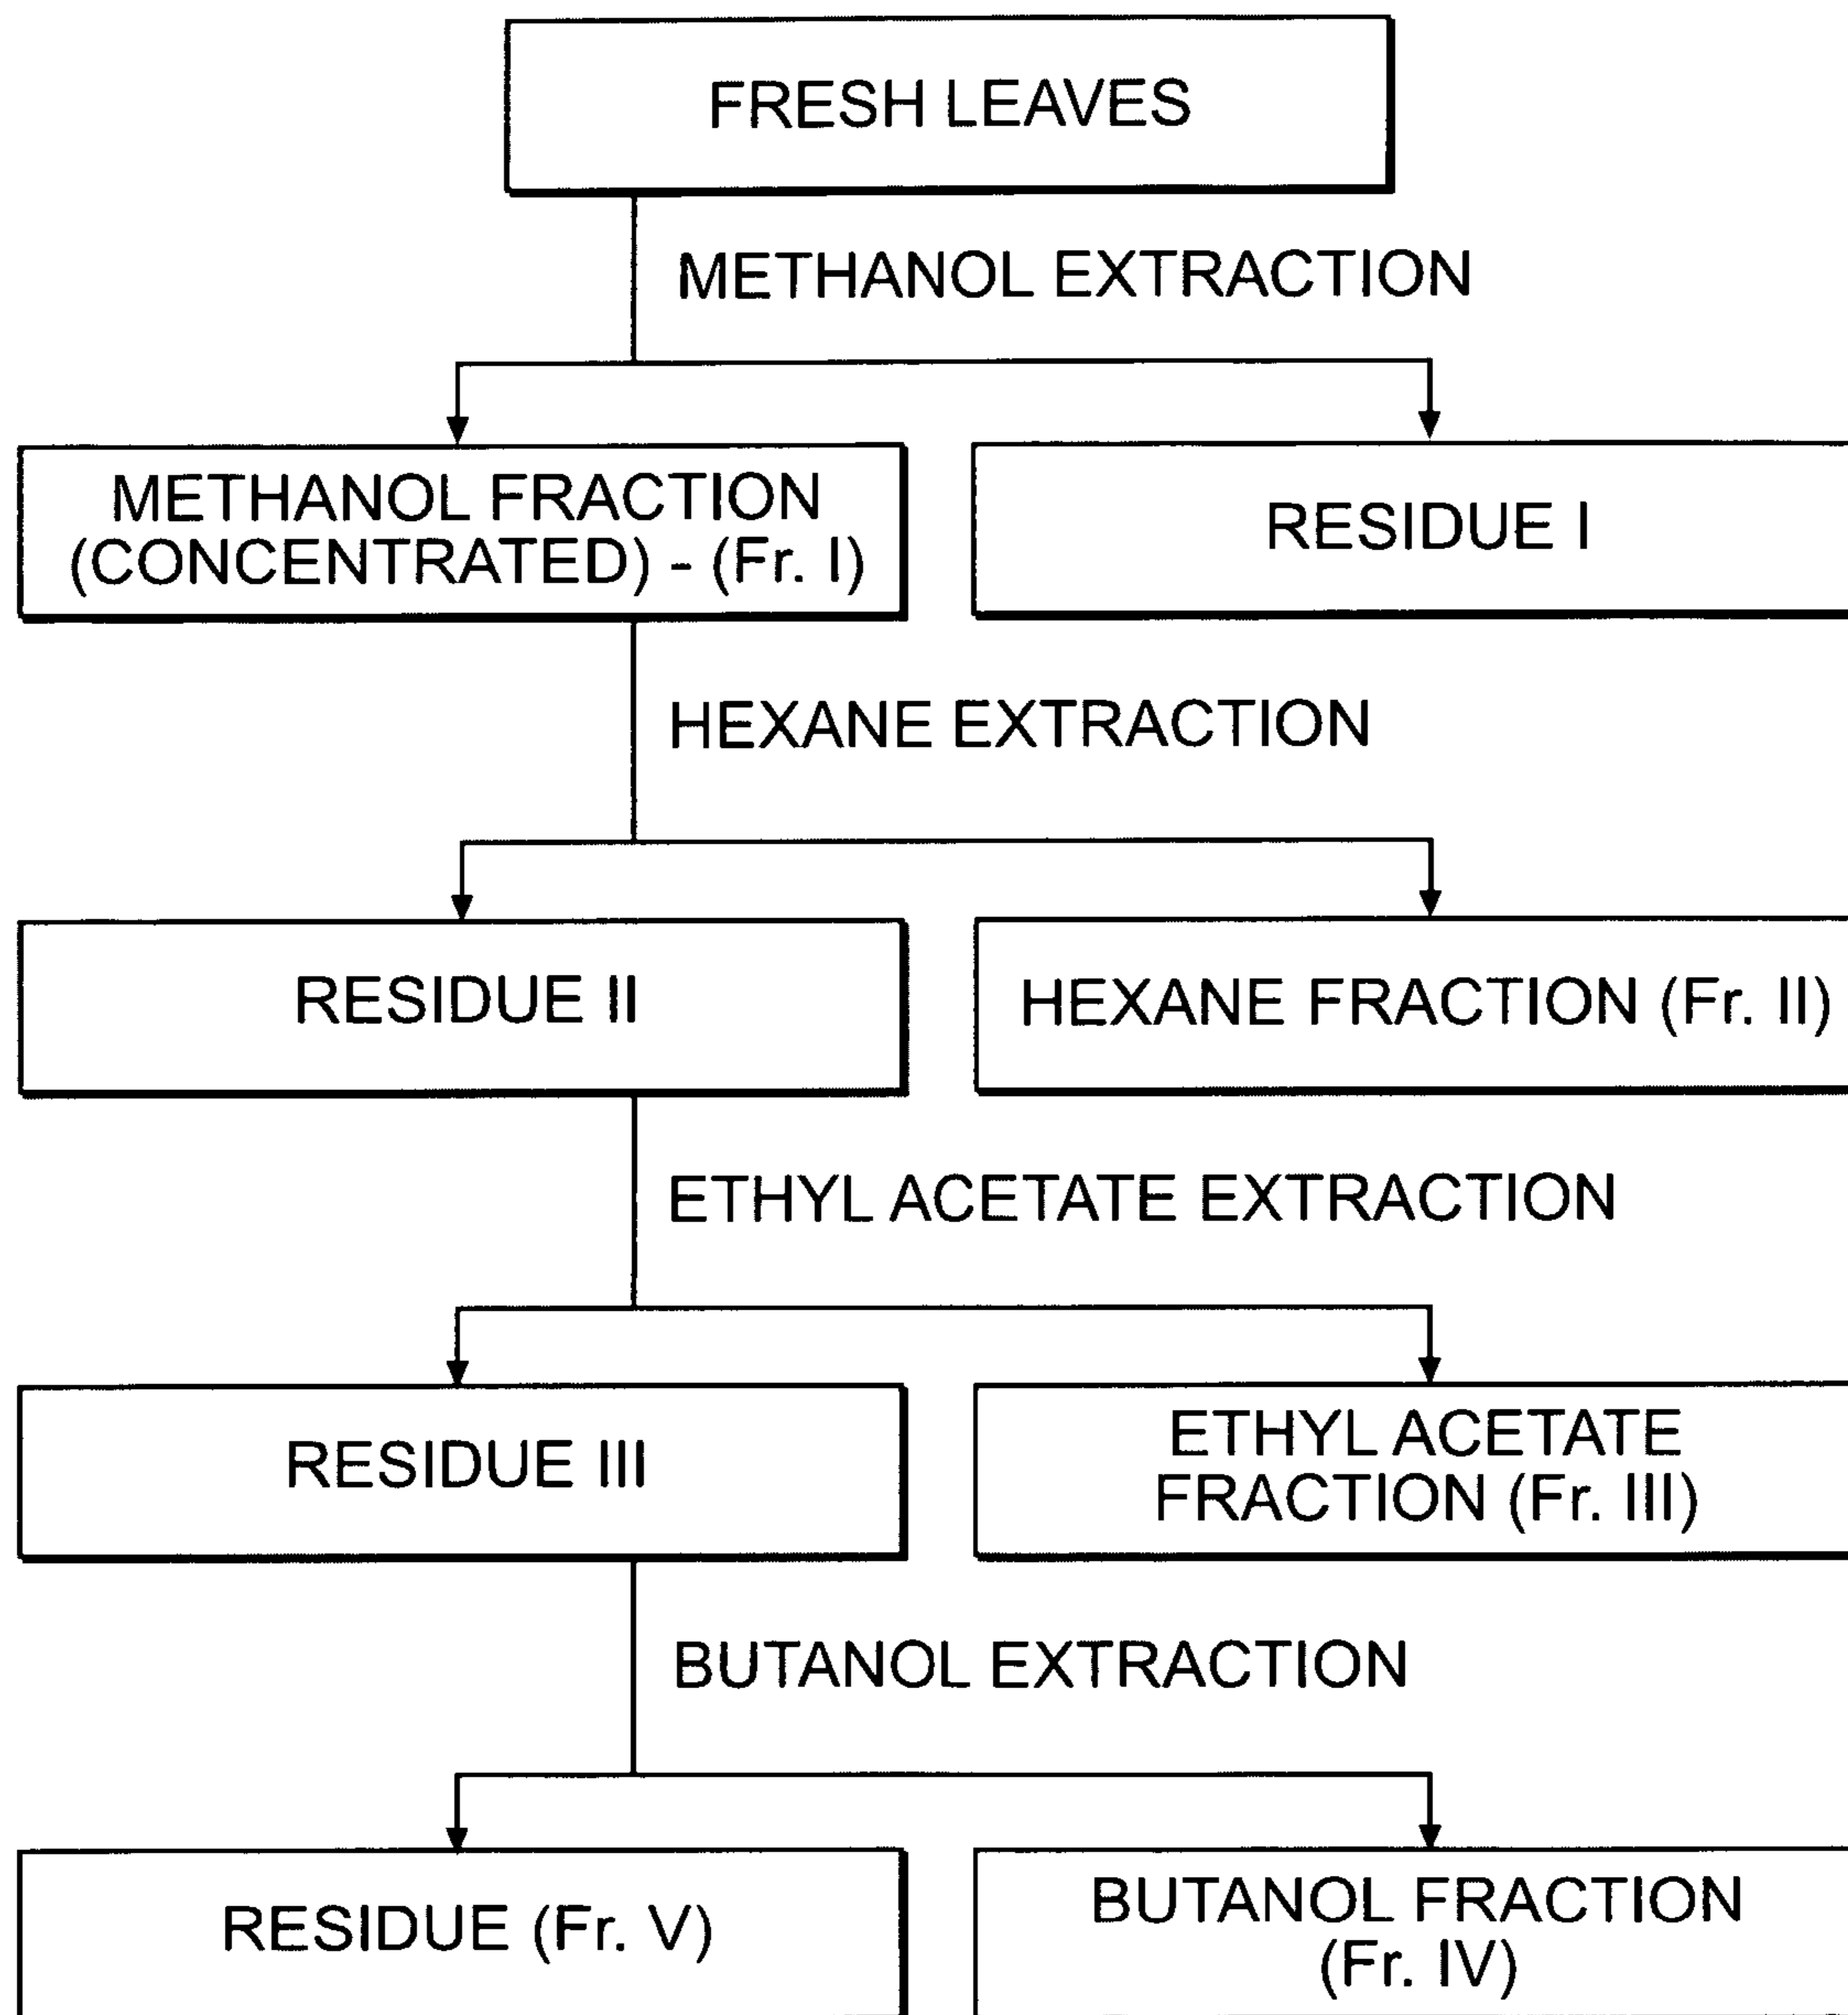 FRESH LEAVES
METHANOL EXTRACTION
METHANOL FRACTION
(CONCENTRATED) - (Fr. I)
RESIDUE I
HEXANE EXTRACTION
RESIDUE II
HEXANE FRACTION (Fr. II)
ETHYL ACETATE EXTRACTION
RESIDUE III
ETHYL ACETATE
FRACTION (Fr. III)
BUTANOL EXTRACTION
RESIDUE (Fr. V)
BUTANOL FRACTION
(Fr. IV)